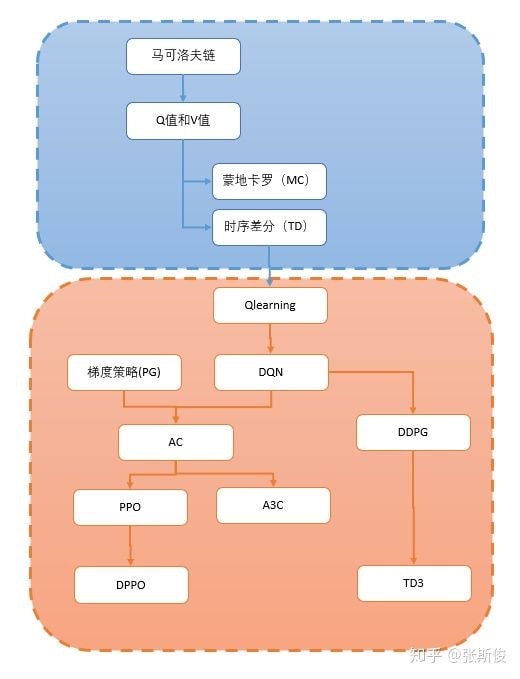 马可洛夫链
Q值和V值
蒙地卡罗（MC）
时序差分（TD）
Qlearning
梯度策略(PG)
DQN
DDPG
AC
PPO
A3C
DPPO
TD3
知乎 @张斯俊